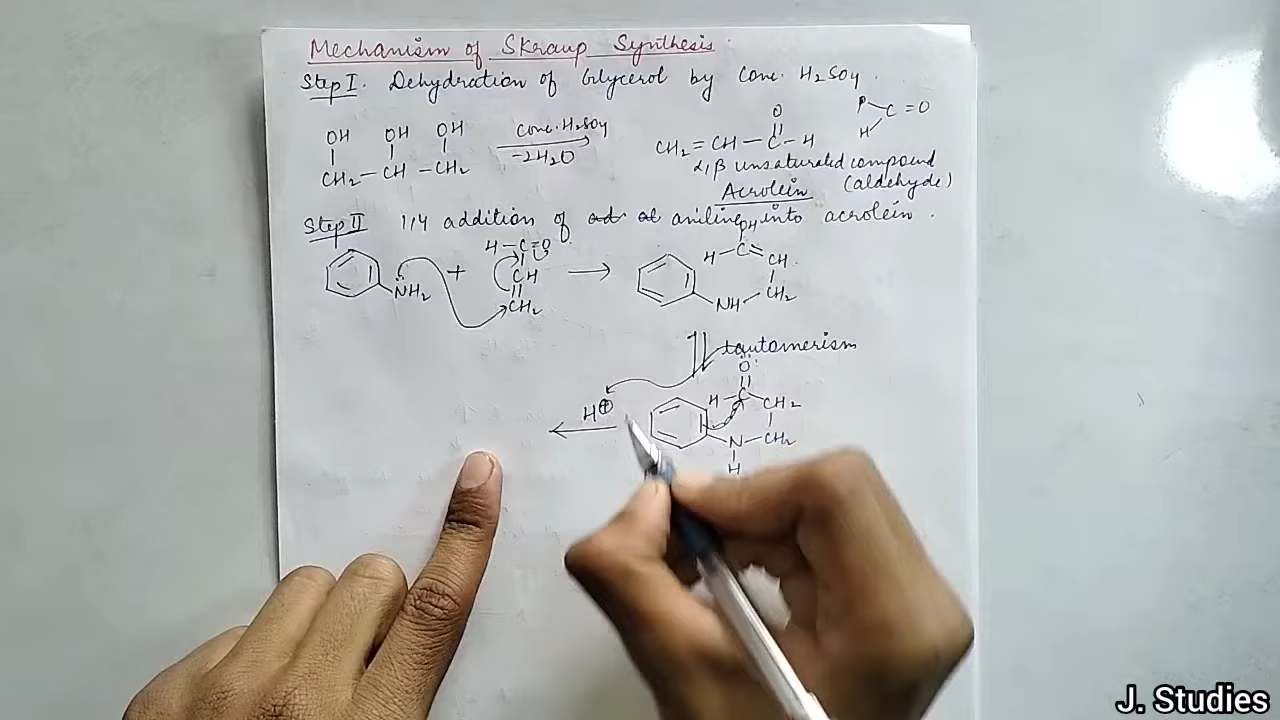 Mechanism of Skraup Synthesis.
Step I. Dehydration of Glycerol by Conc. H2SO4.
OH OH OH
CH2 — CH — CH2
Conc. H2SO4
-2H2O
O
CH2 = CH — C — H
R C = O
H
α,β unsaturated compound
Acrolein (aldehyde)
Step II 1,4 addition of aniline into acrolein.
NH2 + H — C = O
CH
CH2
OH
H — C = CH
NH — CH2
tautomerism
O
H — C — CH2
N — CH2
H
H⊕
J. Studies